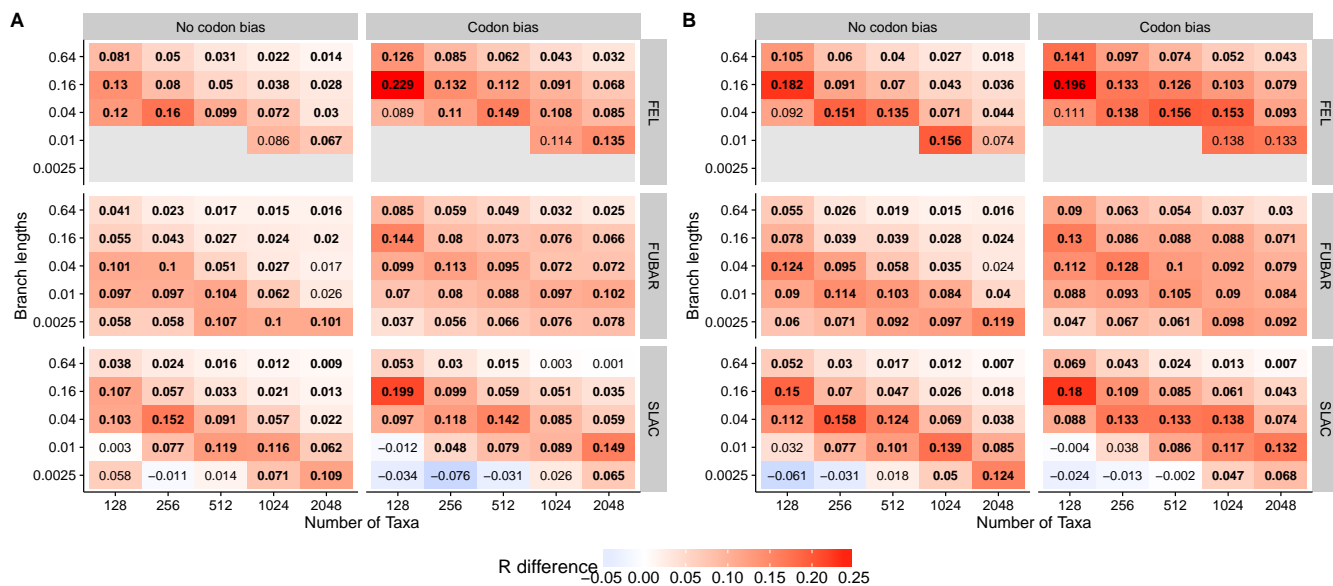 A
B
No codon bias
Codon bias
No codon bias
Codon bias
0.64 0.081 0.05 0.031 0.022 0.014 0.126 0.085 0.062 0.043 0.032 0.105 0.06 0.04 0.027 0.018 0.141 0.097 0.074 0.052 0.043
0.16 0.13 0.08 0.05 0.038 0.028 0.229 0.132 0.112 0.091 0.068 0.182 0.091 0.07 0.043 0.036 0.196 0.133 0.126 0.103 0.079
0.04 0.12 0.16 0.099 0.072 0.03 0.089 0.11 0.149 0.108 0.085 0.092 0.151 0.135 0.071 0.044 0.111 0.138 0.156 0.153 0.093
0.01 0.086 0.067 0.114 0.135 0.156 0.074 0.138 0.133
0.0025
FEL
FEL
0.64 0.041 0.023 0.017 0.015 0.016 0.085 0.059 0.049 0.032 0.025 0.055 0.026 0.019 0.015 0.016 0.09 0.063 0.054 0.037 0.03
0.16 0.055 0.043 0.027 0.024 0.02 0.144 0.08 0.073 0.076 0.066 0.078 0.039 0.039 0.028 0.024 0.13 0.086 0.088 0.088 0.071
0.04 0.101 0.1 0.051 0.027 0.017 0.099 0.113 0.095 0.072 0.072 0.124 0.095 0.058 0.035 0.024 0.112 0.128 0.1 0.092 0.079
0.01 0.097 0.097 0.104 0.062 0.026 0.07 0.08 0.088 0.097 0.102 0.09 0.114 0.103 0.084 0.04 0.088 0.093 0.105 0.09 0.084
0.0025 0.058 0.058 0.107 0.1 0.101 0.037 0.056 0.066 0.076 0.078 0.06 0.071 0.092 0.097 0.119 0.047 0.067 0.061 0.098 0.092
FUBAR
FUBAR
0.64 0.038 0.024 0.016 0.012 0.009 0.053 0.03 0.015 0.003 0.001 0.052 0.03 0.017 0.012 0.007 0.069 0.043 0.024 0.013 0.007
0.16 0.107 0.057 0.033 0.021 0.013 0.199 0.099 0.059 0.051 0.035 0.15 0.07 0.047 0.026 0.018 0.18 0.109 0.085 0.061 0.043
0.04 0.103 0.152 0.091 0.057 0.022 0.097 0.118 0.142 0.085 0.059 0.112 0.158 0.124 0.069 0.038 0.088 0.133 0.133 0.138 0.074
0.01 0.003 0.077 0.119 0.116 0.062 −0.012 0.048 0.079 0.089 0.149 0.032 0.077 0.101 0.139 0.085 −0.004 0.038 0.086 0.117 0.132
0.0025 0.058 −0.011 0.014 0.071 0.109 −0.034 −0.076 −0.031 0.026 0.065 −0.061 −0.031 0.018 0.05 0.124 −0.024 −0.013 −0.002 0.047 0.068
SLAC
SLAC
Branch lengths
Branch lengths
128 256 512 1024 2048 128 256 512 1024 2048 128 256 512 1024 2048 128 256 512 1024 2048
Number of Taxa
Number of Taxa
R difference
−0.05 0.00 0.05 0.10 0.15 0.20 0.25